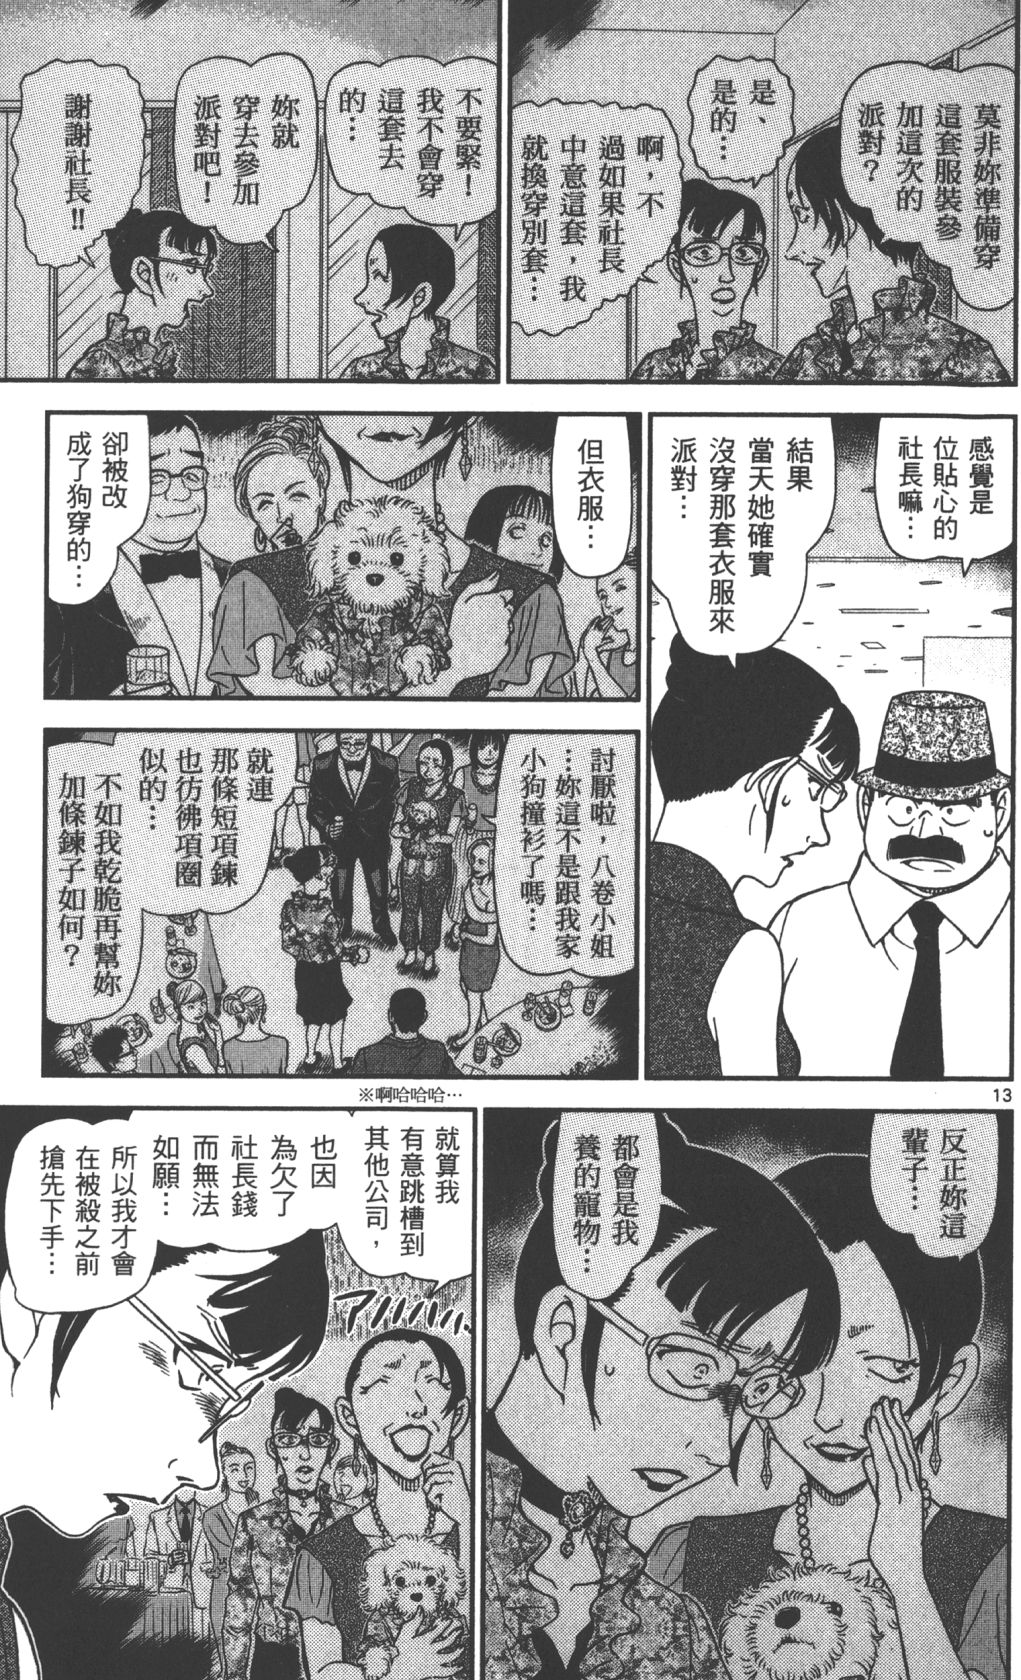 莫非妳準備穿
這套服裝參
加這次的
派對?
是、
是的…
啊,不
過如果社長
中意這套,我
就換穿別套…
不要緊!
我不會穿
這套去
的…
妳就
穿去參加
派對吧!
謝謝社長!!
感覺是
位貼心的
社長嘛…
結果
當天她確實
沒穿那套衣服來
派對…
但衣服…
卻被改
成了狗穿的…
討厭啦,八卷小姐
…妳這不是跟我家
小狗撞衫了嗎…
就連
那條短項鍊
也彷彿項圈
似的…
不如我乾脆再幫妳
加條鍊子如何?
13
※啊哈哈哈…
反正妳這
輩子…
都會是我
養的寵物…
就算我
有意跳槽到
其他公司,
也因
為欠了
社長錢
而無法
如願…
所以我才會
在被殺之前
搶先下手…
アハハハハ